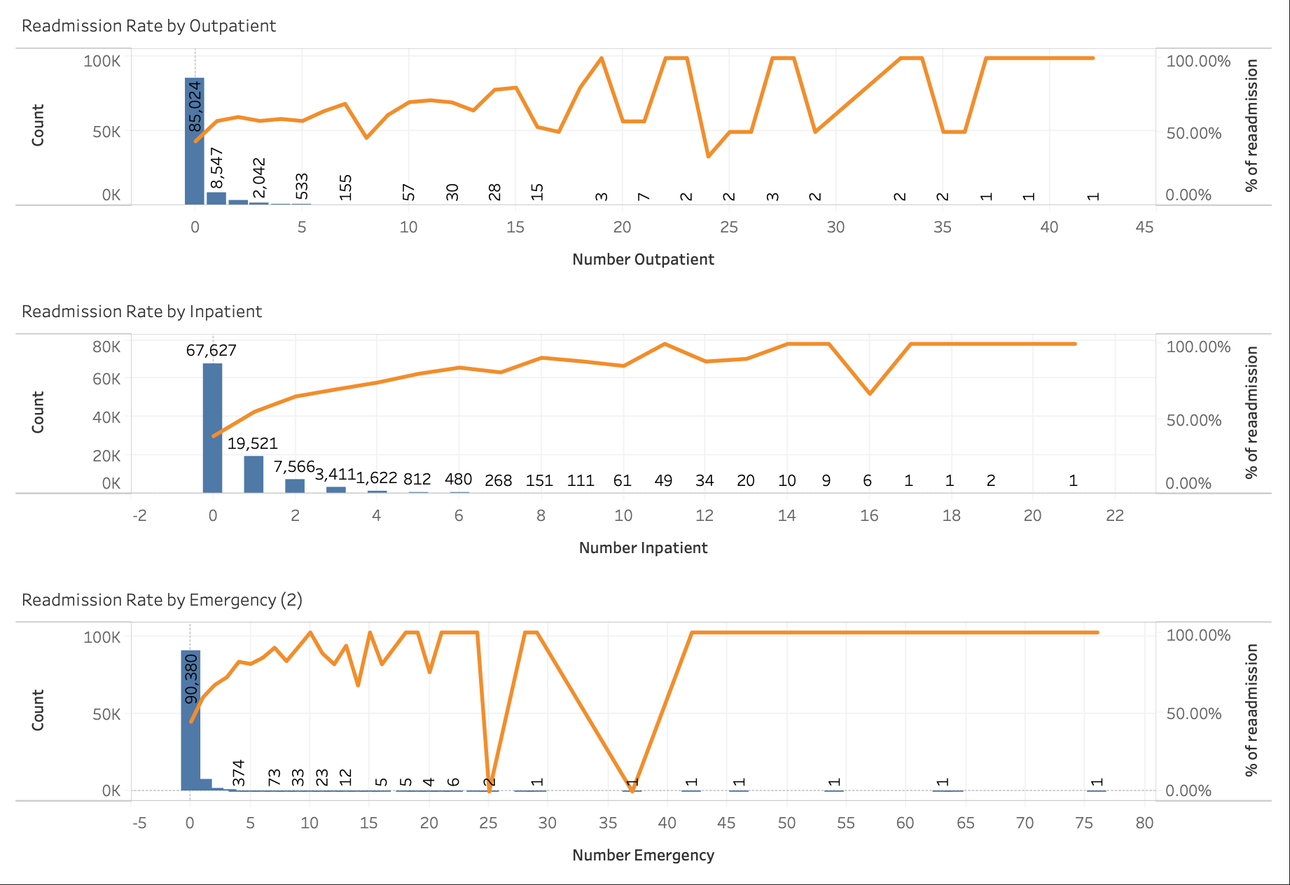 Readmission Rate by Outpatient
100K
50K
0K
Count
85,024
8,547
2,042
533
155
57
30
28
15
3
7
2
2
3
2
2
2
1
1
1
100.00%
50.00%
0.00%
% of reaadmission
0 5 10 15 20 25 30 35 40 45
Number Outpatient
Readmission Rate by Inpatient
80K
60K
40K
20K
0K
Count
67,627
19,521
7,566
3,411
1,622
812
480
268
151
111
61
49
34
20
10
9
6
1
1
2
1
100.00%
50.00%
0.00%
% of reaadmission
-2 0 2 4 6 8 10 12 14 16 18 20 22
Number Inpatient
Readmission Rate by Emergency (2)
100K
50K
0K
Count
90,380
374
73
33
23
12
5
5
4
6
2
1
1
1
1
1
1
1
100.00%
50.00%
0.00%
% of reaadmission
-5 0 5 10 15 20 25 30 35 40 45 50 55 60 65 70 75 80
Number Emergency